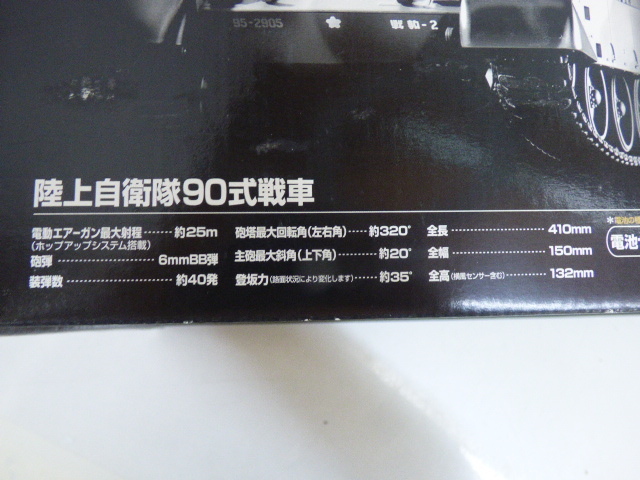 95-2905 戦 90-2
陸上自衛隊90式戦車
電動エアーガン最大射程……約25m
(ホップアップシステム搭載)
砲弾……6mmBB弾
装弾数……約40発
砲塔最大回転角(左右角)……約320°
主砲最大斜角(上下角)……約20°
登坂力(路面状況により変化します)……約35°
全長……410mm
全幅……150mm
全高(横風センサー含む)……132mm
*電池の
電池